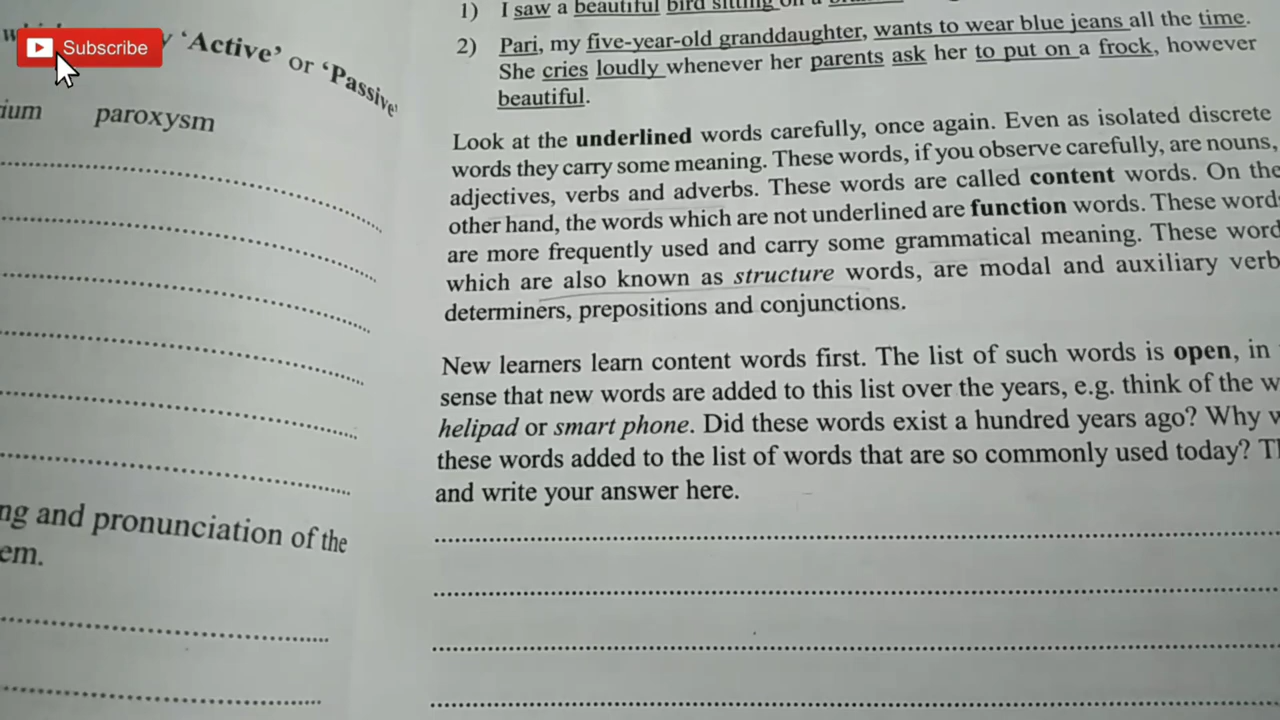 Subscribe
'Active' or 'Passive'
paroxysm
and pronunciation of the
1) I saw a beautiful bird sitting on a
2) Pari, my five-year-old granddaughter, wants to wear blue jeans all the time.
She cries loudly whenever her parents ask her to put on a frock, however
beautiful.
Look at the underlined words carefully, once again. Even as isolated discrete
words they carry some meaning. These words, if you observe carefully, are nouns,
adjectives, verbs and adverbs. These words are called content words. On the
other hand, the words which are not underlined are function words. These word
are more frequently used and carry some grammatical meaning. These word
which are also known as structure words, are modal and auxiliary verb
determiners, prepositions and conjunctions.
New learners learn content words first. The list of such words is open, in
sense that new words are added to this list over the years, e.g. think of the w
helipad or smart phone. Did these words exist a hundred years ago? Why w
these words added to the list of words that are so commonly used today? Th
and write your answer here.